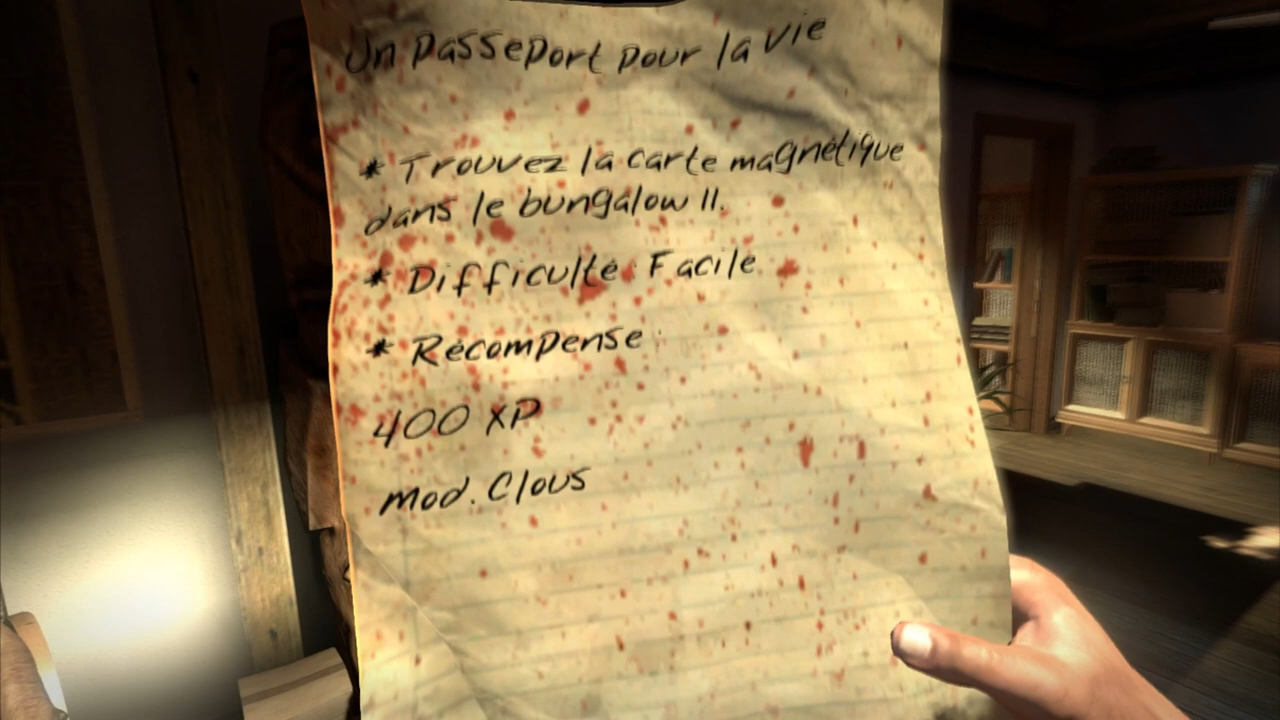 Un passeport pour la vie
* Trouvez la carte magnétique
dans le bungalow 11.
* Difficulté : Facile
* Récompense :
400 XP
Mod. Clous